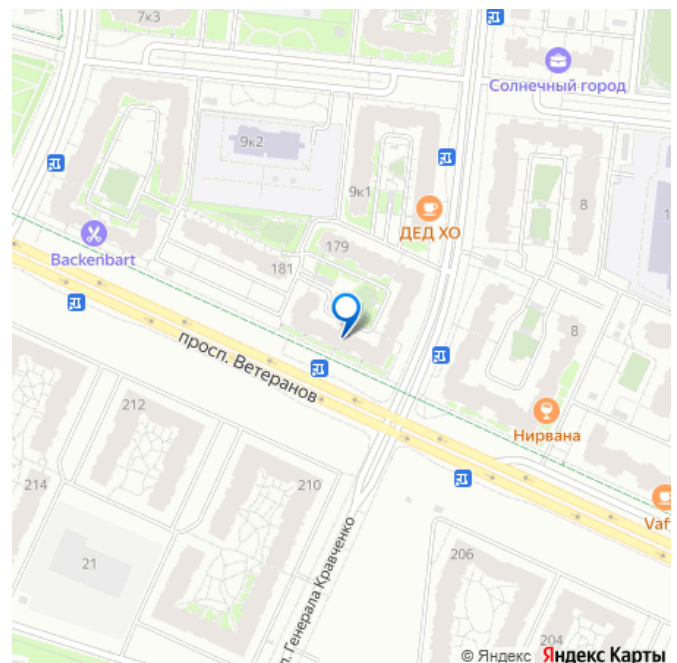 7к3
Солнечный город
9к2
9к1
8
ДЕД ХО
179
Backenbart
181
8
просп. Ветеранов
212
Нирвана
210
214
Vaf
21
л. Генерала Кравченко
206
204
© Яндекс Яндекс Карты